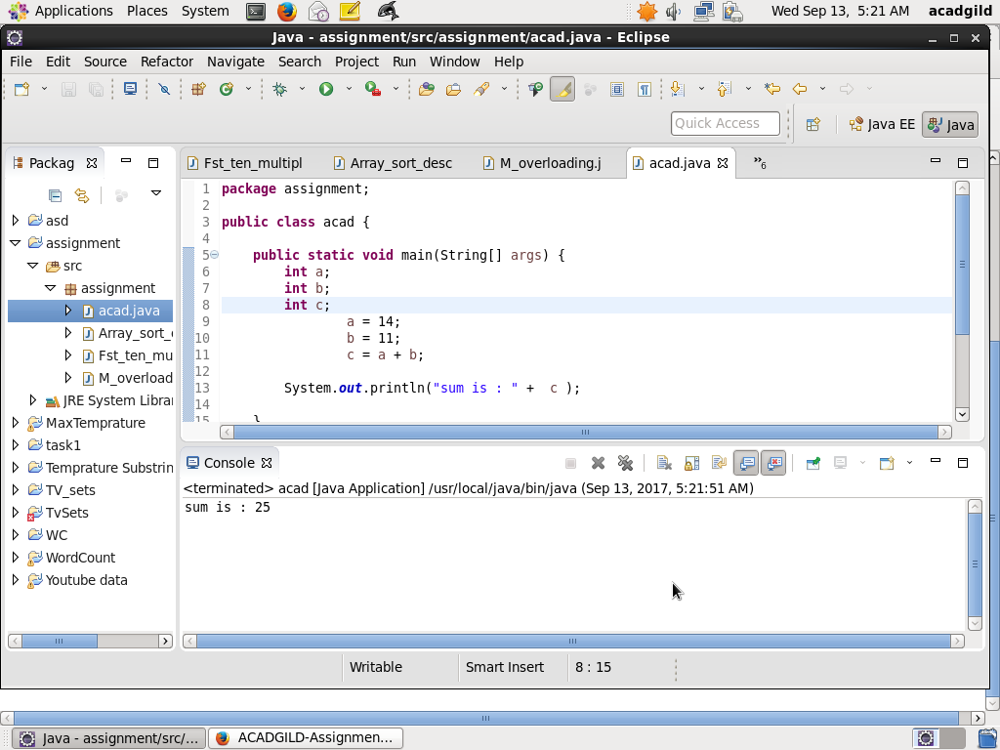 Applications Places System Wed Sep 13, 5:21 AM acadgild
Java - assignment/src/assignment/acad.java - Eclipse
File Edit Source Refactor Navigate Search Project Run Window Help
Quick Access Java EE Java
Packag
asd
assignment
src
assignment
acad.java
Array_sort_
Fst_ten_mu
M_overload
JRE System Librar
MaxTemprature
task1
Temprature Substrin
TV_sets
TvSets
WC
WordCount
Youtube data
Fst_ten_multipl Array_sort_desc M_overloading.j acad.java »6
1 package assignment;
2
3 public class acad {
4
5 public static void main(String[] args) {
6 int a;
7 int b;
8 int c;
9 a = 14;
10 b = 11;
11 c = a + b;
12
13 System.out.println("sum is : " + c );
14
15 }
Console
<terminated> acad [Java Application] /usr/local/java/bin/java (Sep 13, 2017, 5:21:51 AM)
sum is : 25
Writable Smart Insert 8 : 15
Java - assignment/src/... ACADGILD-Assignmen...